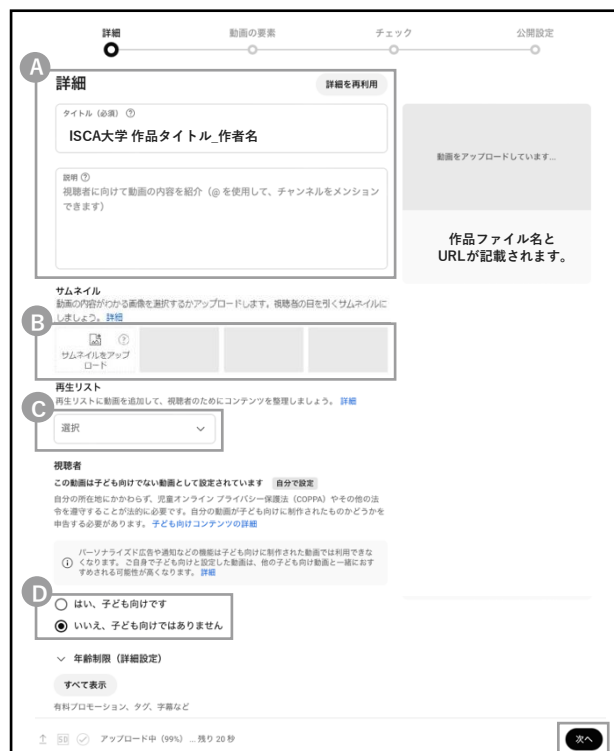 詳細
動画の要素
チェック
公開設定
A
詳細
詳細を再利用
タイトル（必須）
ISCA大学 作品タイトル_作者名
説明
視聴者に向けて動画の内容を紹介（@ を使用して、チャンネルをメンション
できます）
動画をアップロードしています...
作品ファイル名と
URLが記載されます。
サムネイル
動画の内容がわかる画像を選択するかアップロードします。視聴者の目を引くサムネイルに
しましょう。詳細
B
サムネイルをアップ
ロード
再生リスト
再生リストに動画を追加して、視聴者のためにコンテンツを整理しましょう。 詳細
C
選択
視聴者
この動画は子ども向けでない動画として設定されています 自分で設定
自分の所在地にかかわらず、児童オンライン プライバシー保護法（COPPA）やその他の法
令を遵守することが法的に必要です。自分の動画が子ども向けに制作されたものかどうかを
申告する必要があります。子ども向けコンテンツの詳細
パーソナライズド広告や通知などの機能は子ども向けに制作された動画では利用できな
くなります。ご自身で子ども向けと設定した動画は、他の子ども向け動画と一緒におす
すめされる可能性が高くなります。 詳細
D
はい、子ども向けです
いいえ、子ども向けではありません
年齢制限（詳細設定）
すべて表示
有料プロモーション、タグ、字幕など
SD
アップロード中（99%）...残り 20 秒
次へ